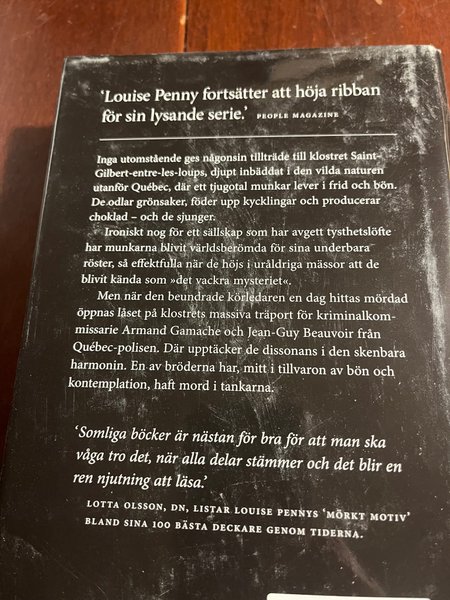 ‘Louise Penny fortsätter att höja ribban
för sin lysande serie.’ PEOPLE MAGAZINE
Inga utomstående ges någonsin tillträde till klostret Saint-
Gilbert-entre-les-loups, djupt inbäddat i den vilda naturen
utanför Québec, där ett tjugotal munkar lever i frid och bön.
De odlar grönsaker, föder upp kycklingar och producerar
choklad – och de sjunger.
Ironiskt nog för ett sällskap som har avgett tysthetslöfte
har munkarna blivit världsberömda för sina underbara
röster, så effektfulla när de höjs i uråldriga mässor att de
blivit kända som »det vackra mysteriet«.
Men när den beundrade körledaren en dag hittas mördad
öppnas låset på klostrets massiva träport för kriminalkom-
missarie Armand Gamache och Jean-Guy Beauvoir från
Québec-polisen. Där upptäcker de dissonans i den skenbara
harmonin. En av bröderna har, mitt i tillvaron av bön och
kontemplation, haft mord i tankarna.
‘Somliga böcker är nästan för bra för att man ska
våga tro det, när alla delar stämmer och det blir en
ren njutning att läsa.’
LOTTA OLSSON, DN, LISTAR LOUISE PENNYS ‘MÖRKT MOTIV’
BLAND SINA 100 BÄSTA DECKARE GENOM TIDERNA.